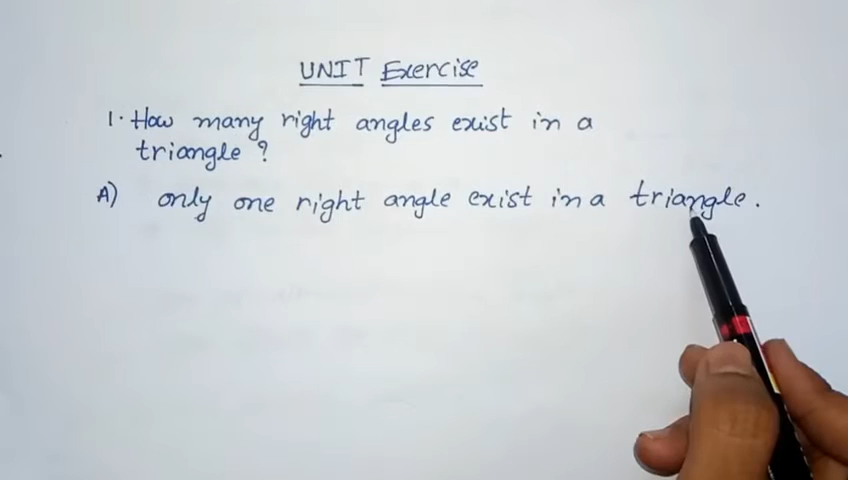 UNIT Exercise
1. How many right angles exist in a
triangle ?
A) only one right angle exist in a triangle.